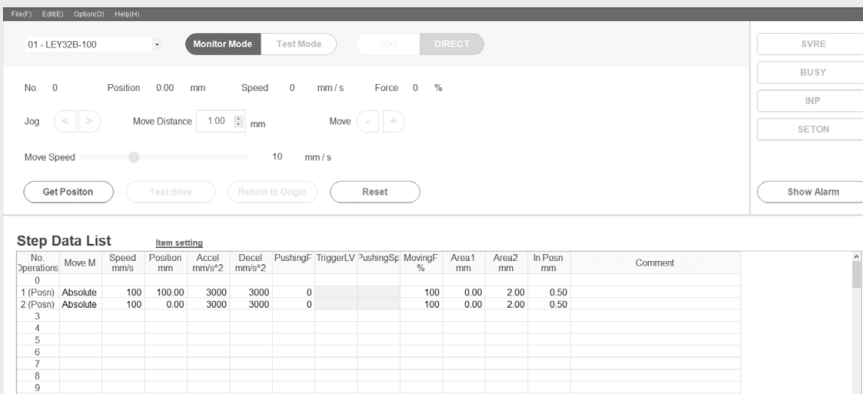 File(F) Edit(E) Option(O) Help(H)
01 - LEY32B-100 Monitor Mode Test Mode JOG DIRECT SVRE
BUSY
No. 0 Position 0.00 mm Speed 0 mm / s Force 0 %
INP
Jog < > Move Distance 1.00 mm Move - +
SETON
Move Speed 10 mm / s
Get Positon Test drive Return to Origin Reset Show Alarm
Step Data List Item setting
No. Operations Move M Speed mm/s Position mm Accel mm/s^2 Decel mm/s^2 PushingF TriggerLV PushingSp MovingF % Area1 mm Area2 mm In Posn mm Comment
0
1 (Posn) Absolute 100 100.00 3000 3000 0 100 0.00 2.00 0.50
2 (Posn) Absolute 100 0.00 3000 3000 0 100 0.00 2.00 0.50
3
4
5
6
7
8
9